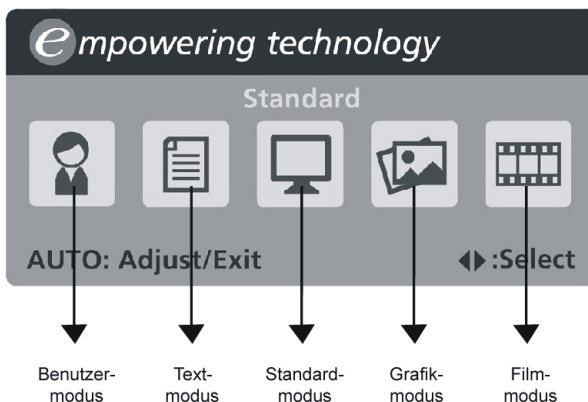 empowering technology
Standard
AUTO: Adjust/Exit ◀▶ :Select
Benutzer- Text- Standard- Grafik- Film-
modus modus modus modus modus